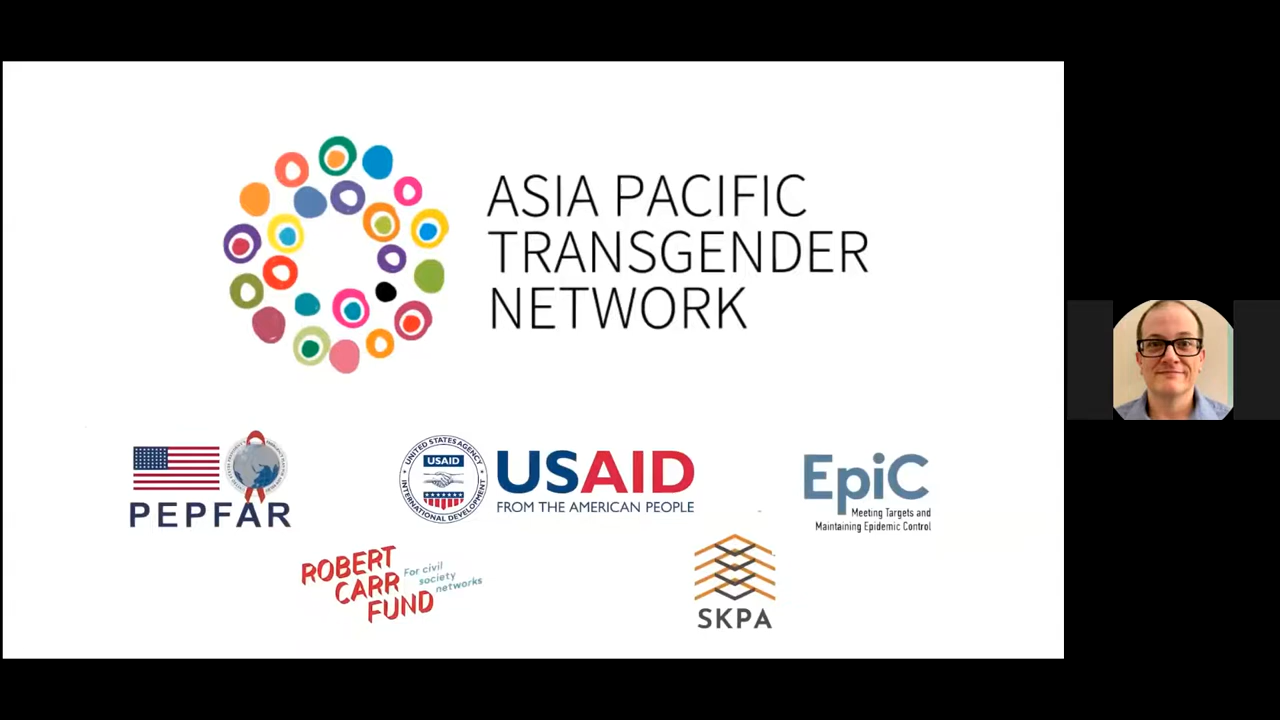 ASIA PACIFIC
TRANSGENDER
NETWORK
PEPFAR
UNITED STATES AGENCY
USAID
INTERNATIONAL DEVELOPMENT
USAID
FROM THE AMERICAN PEOPLE
EpiC
Meeting Targets and
Maintaining Epidemic Control
ROBERT
CARR
FUND
For civil
society
networks
SKPA